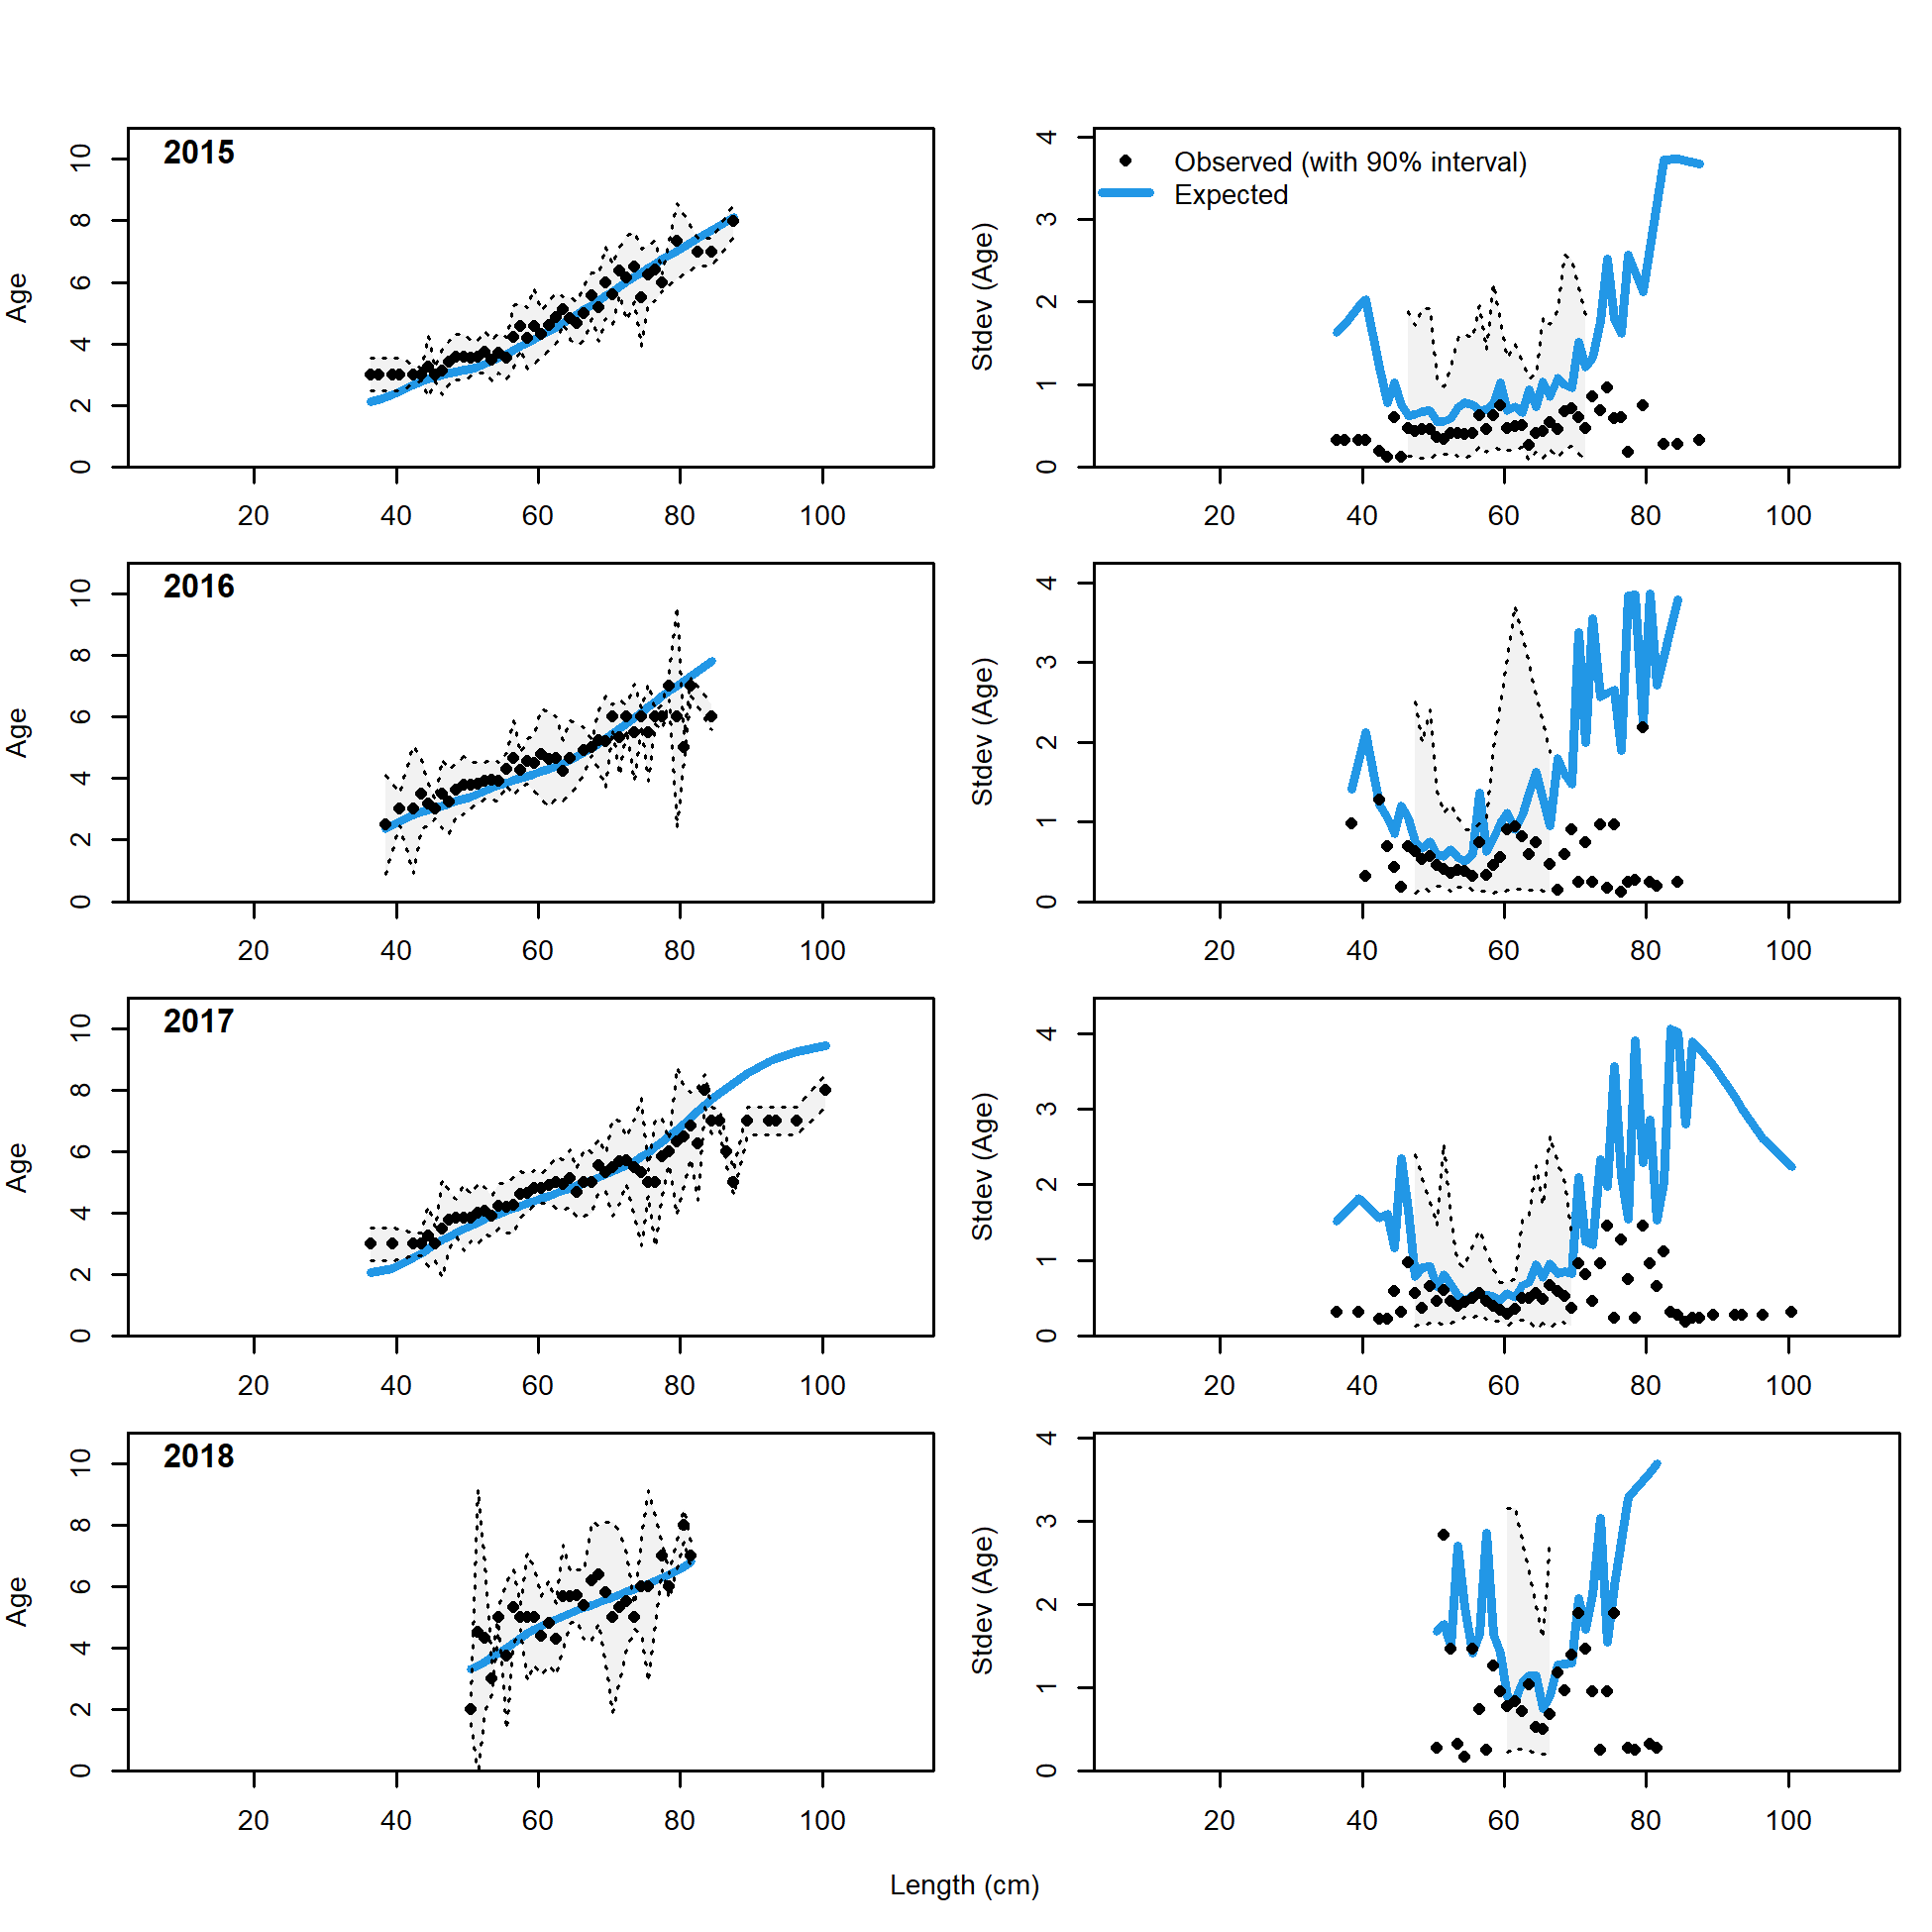 2015
Age
0 2 4 6 8 10
20 40 60 80 100
Observed (with 90% interval)
Expected
Stdev (Age)
0 1 2 3 4
20 40 60 80 100
2016
Age
0 2 4 6 8 10
20 40 60 80 100
Stdev (Age)
0 1 2 3 4
20 40 60 80 100
2017
Age
0 2 4 6 8 10
20 40 60 80 100
Stdev (Age)
0 1 2 3 4
20 40 60 80 100
2018
Age
0 2 4 6 8 10
20 40 60 80 100
Stdev (Age)
0 1 2 3 4
20 40 60 80 100
Length (cm)